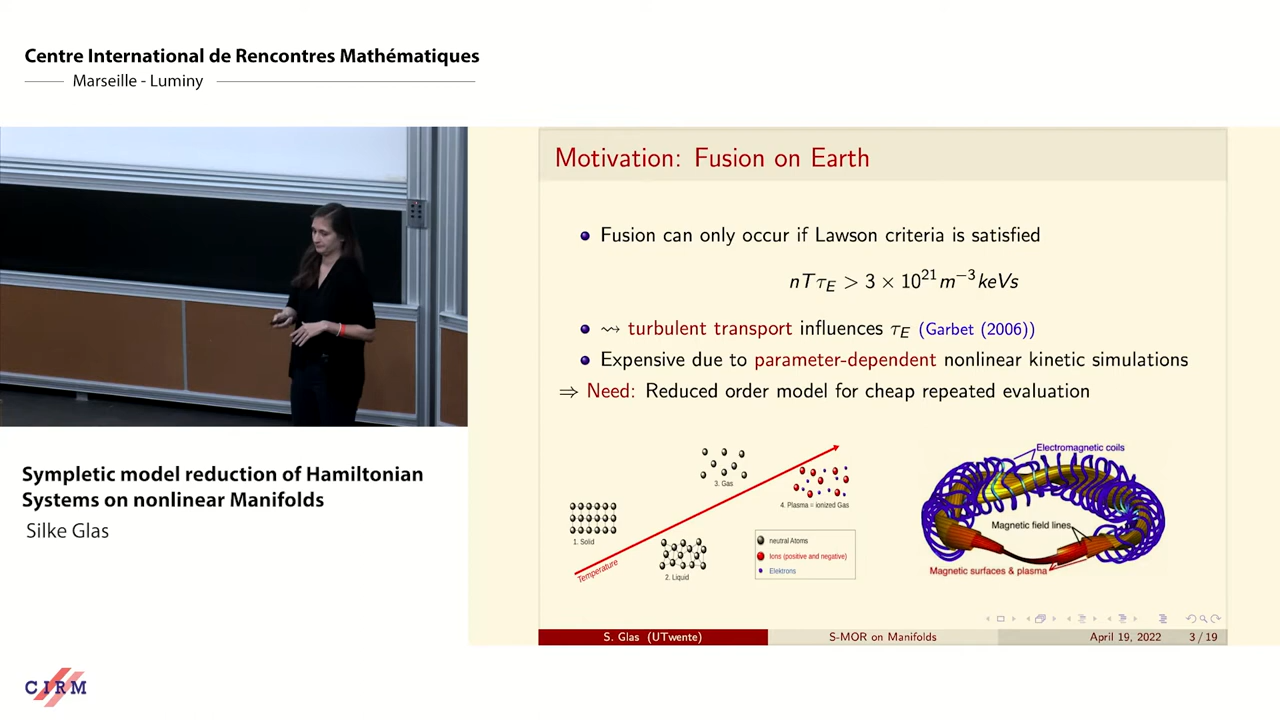 Centre International de Rencontres Mathématiques
Marseille - Luminy
Motivation: Fusion on Earth
Fusion can only occur if Lawson criteria is satisfied
nTτ_E > 3 × 10²¹ m⁻³ keVs
⇝ turbulent transport influences τ_E (Garbet (2006))
Expensive due to parameter-dependent nonlinear kinetic simulations
⇒ Need: Reduced order model for cheap repeated evaluation
1. Solid
2. Liquid
3. Gas
4. Plasma = ionized Gas
Temperature
neutral Atoms
Ions (positive and negative)
Elektrons
Electromagnetic coils
Magnetic field lines
Magnetic surfaces & plasma
S. Glas (UTwente)
S-MOR on Manifolds
April 19, 2022
3 / 19
Sympletic model reduction of Hamiltonian
Systems on nonlinear Manifolds
Silke Glas
CIRM